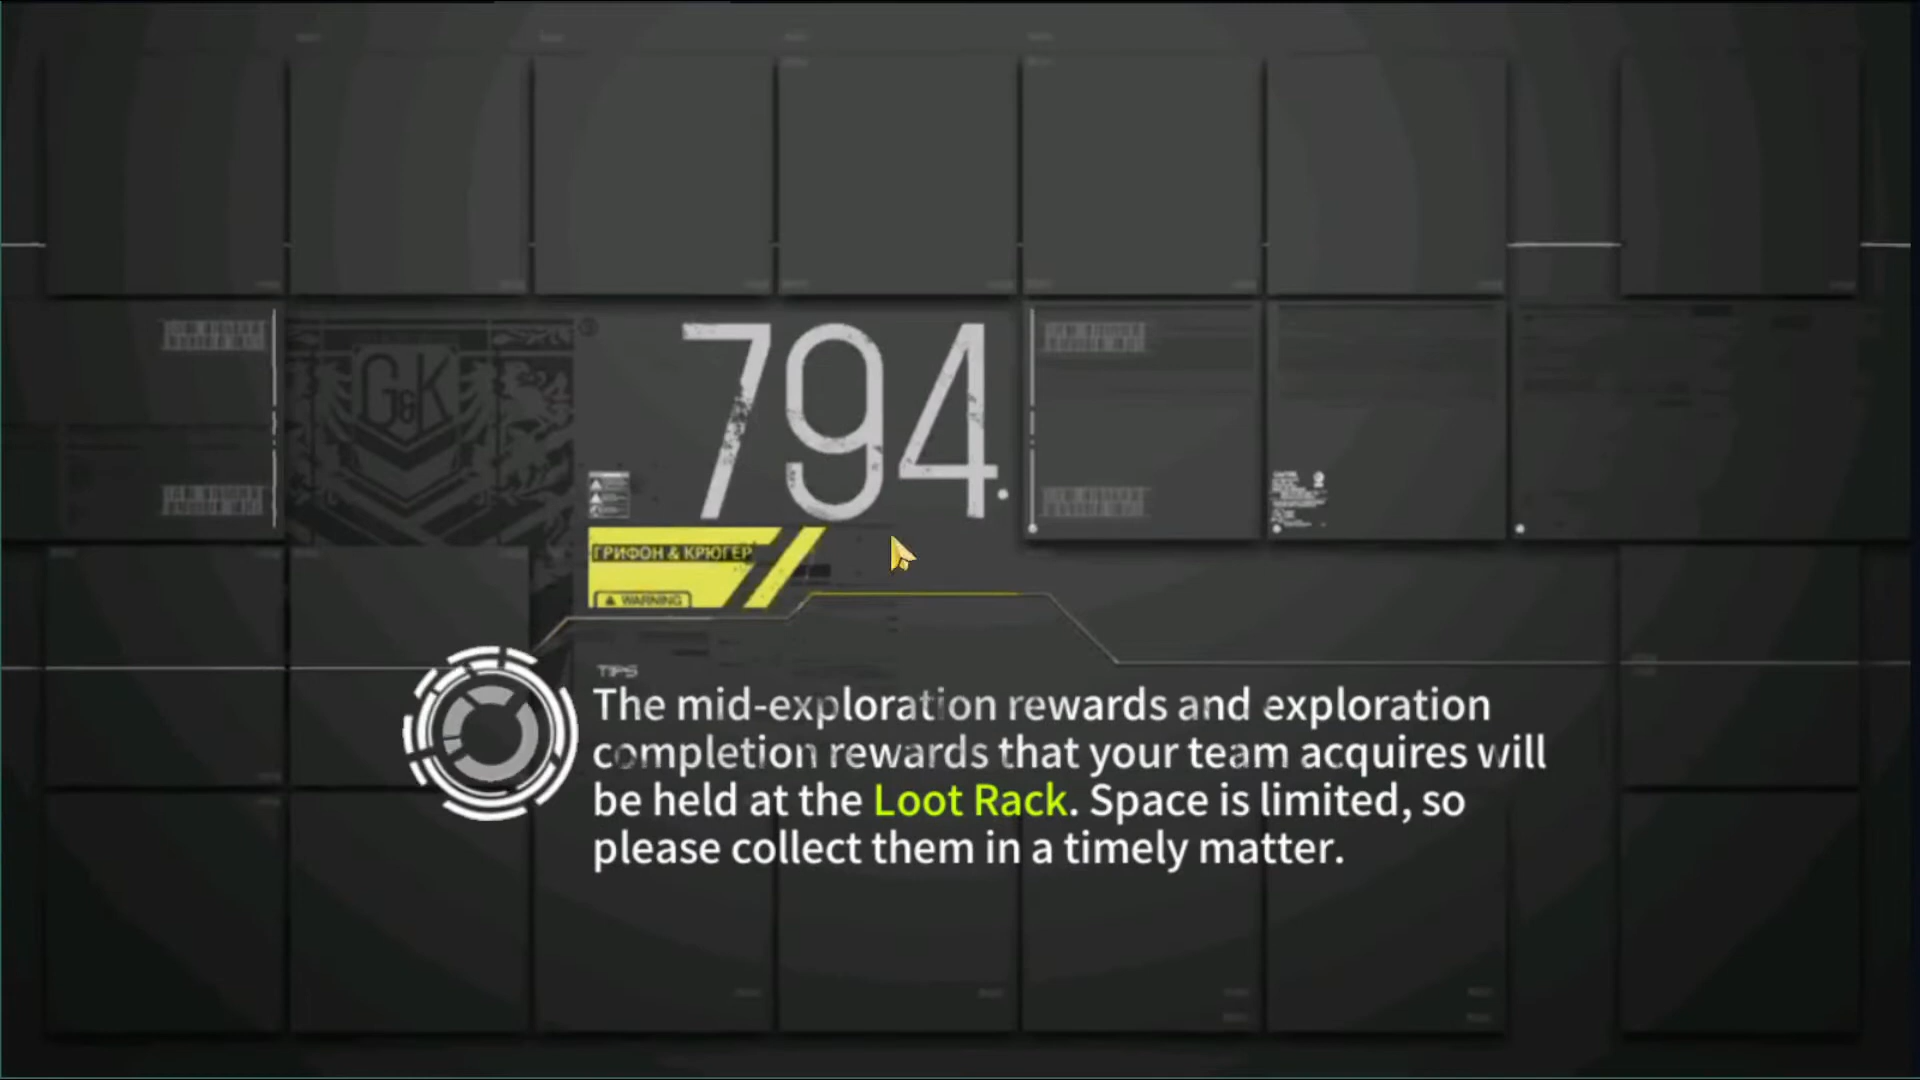 G&K
794.
ГРИФОН & КРЮГЕР
WARNING
TIPS
The mid-exploration rewards and exploration
completion rewards that your team acquires will
be held at the Loot Rack. Space is limited, so
please collect them in a timely matter.